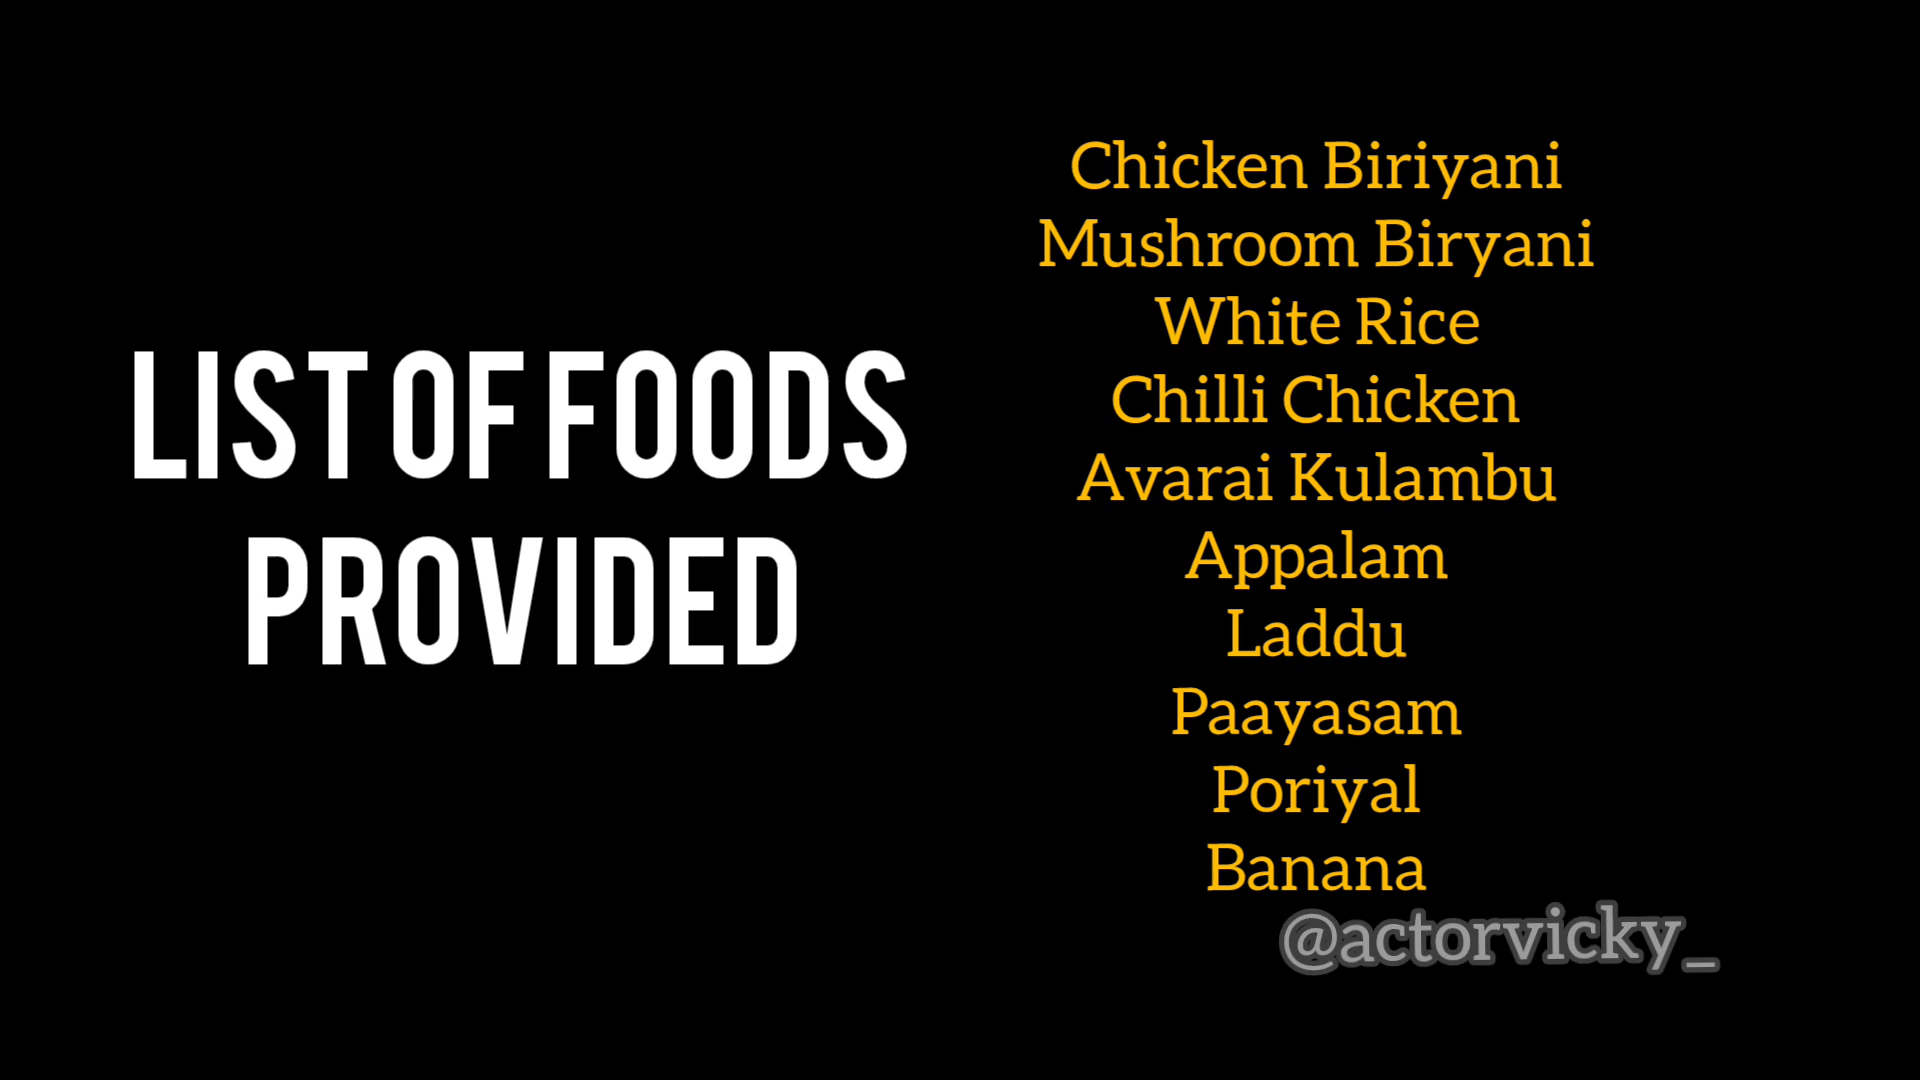 LIST OF FOODS
PROVIDED
Chicken Biriyani
Mushroom Biryani
White Rice
Chilli Chicken
Avarai Kulambu
Appalam
Laddu
Paayasam
Poriyal
Banana
@actorvicky_